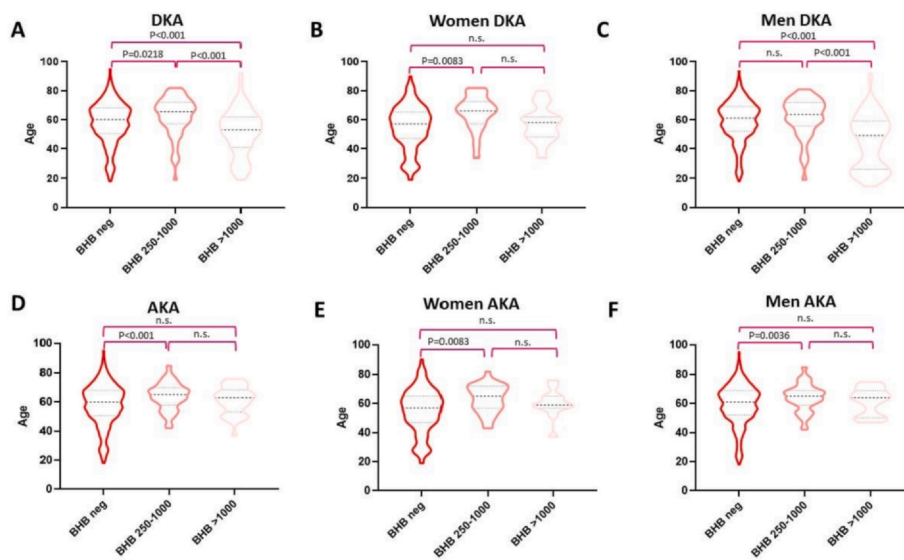 A
DKA
P<0.001
P=0.0218
P<0.001
Age
100
80
60
40
20
0
BHB neg
BHB 250-1000
BHB >1000
B
Women DKA
n.s.
P=0.0083
n.s.
Age
100
80
60
40
20
0
BHB neg
BHB 250-1000
BHB >1000
C
Men DKA
P<0.001
n.s.
P<0.001
Age
100
80
60
40
20
0
BHB neg
BHB 250-1000
BHB >1000
D
AKA
n.s.
P<0.001
n.s.
Age
100
80
60
40
20
0
BHB neg
BHB 250-1000
BHB >1000
E
Women AKA
n.s.
P=0.0083
n.s.
Age
100
80
60
40
20
0
BHB neg
BHB 250-1000
BHB >1000
F
Men AKA
n.s.
P=0.0036
n.s.
Age
100
80
60
40
20
0
BHB neg
BHB 250-1000
BHB >1000